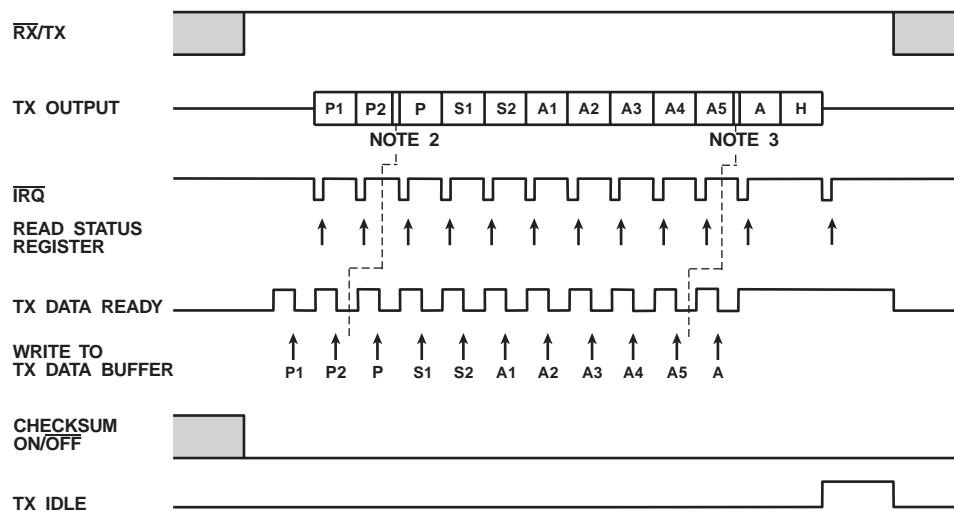 RX/TX
TX OUTPUT
P1 P2 P S1 S2 A1 A2 A3 A4 A5 A H
NOTE 2 NOTE 3
IRQ
READ STATUS
REGISTER
TX DATA READY
WRITE TO
TX DATA BUFFER
P1 P2 P S1 S2 A1 A2 A3 A4 A5 A
CHECKSUM
ON/OFF
TX IDLE